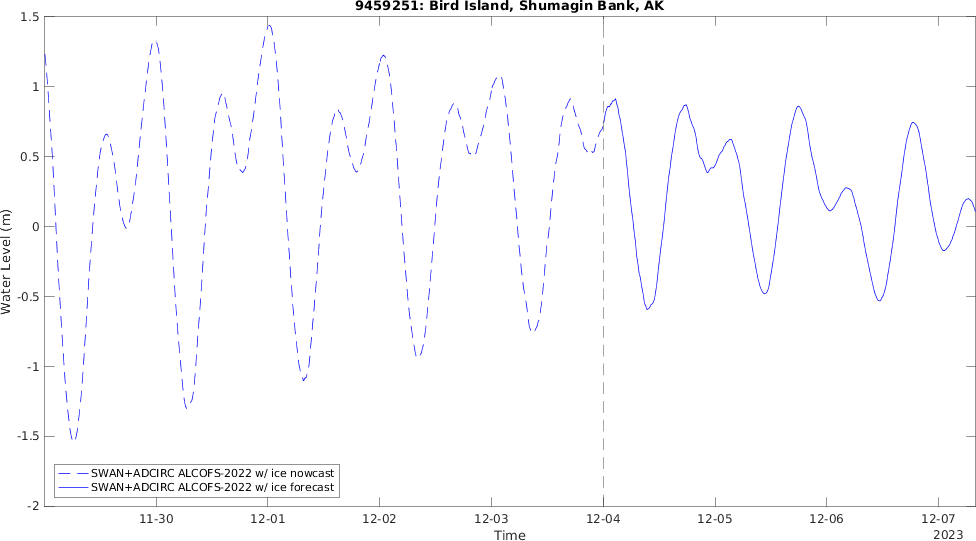 9459251: Bird Island, Shumagin Bank, AK
1.5
1
0.5
0
-0.5
-1
-1.5
-2
Water Level (m)
SWAN+ADCIRC ALCOFS-2022 w/ ice nowcast
SWAN+ADCIRC ALCOFS-2022 w/ ice forecast
11-30 12-01 12-02 12-03 12-04 12-05 12-06 12-07
Time
2023